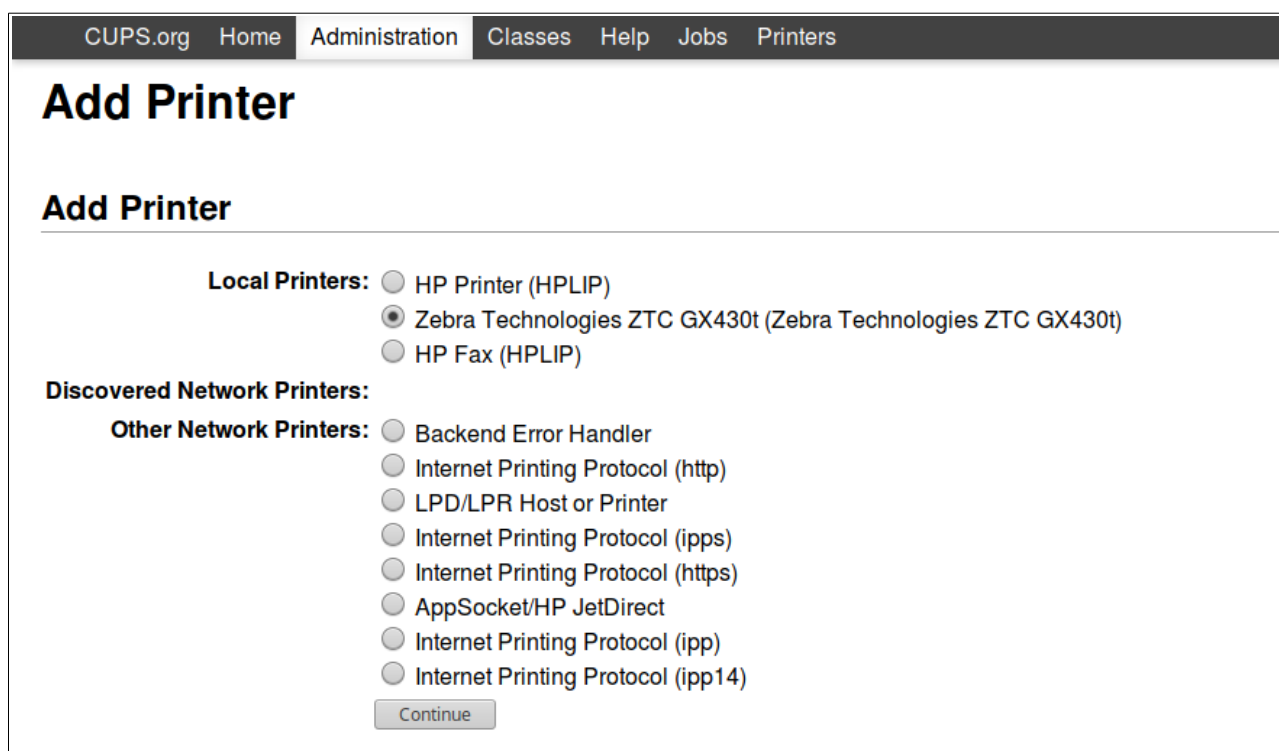 CUPS.org Home Administration Classes Help Jobs Printers
Add Printer
Add Printer
Local Printers: HP Printer (HPLIP)
Zebra Technologies ZTC GX430t (Zebra Technologies ZTC GX430t)
HP Fax (HPLIP)
Discovered Network Printers:
Other Network Printers: Backend Error Handler
Internet Printing Protocol (http)
LPD/LPR Host or Printer
Internet Printing Protocol (ipps)
Internet Printing Protocol (https)
AppSocket/HP JetDirect
Internet Printing Protocol (ipp)
Internet Printing Protocol (ipp14)
Continue